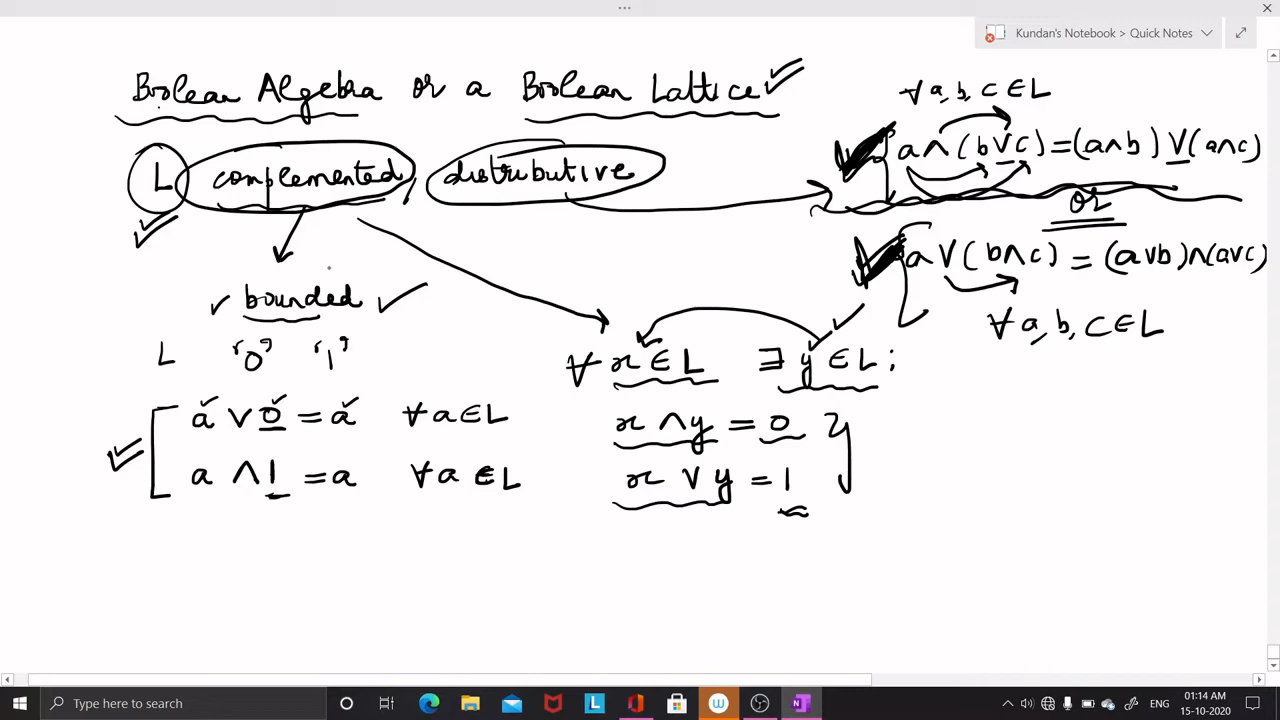 Kundan's Notebook > Quick Notes
Boolean Algebra or a Boolean Lattice
∀ a, b, c ∈ L
a ∧ (b ∨ c) = (a ∧ b) ∨ (a ∧ c)
L complemented, distributive
or
a ∨ (b ∧ c) = (a ∨ b) ∧ (a ∨ c)
∀ a, b, c ∈ L
bounded
L '0' '1'
∀ x ∈ L ∃ y ∈ L ;
a ∨ 0 = a ∀ a ∈ L
x ∧ y = 0
a ∧ 1 = a ∀ a ∈ L
x ∨ y = 1
Type here to search
ENG
01:14 AM
15-10-2020